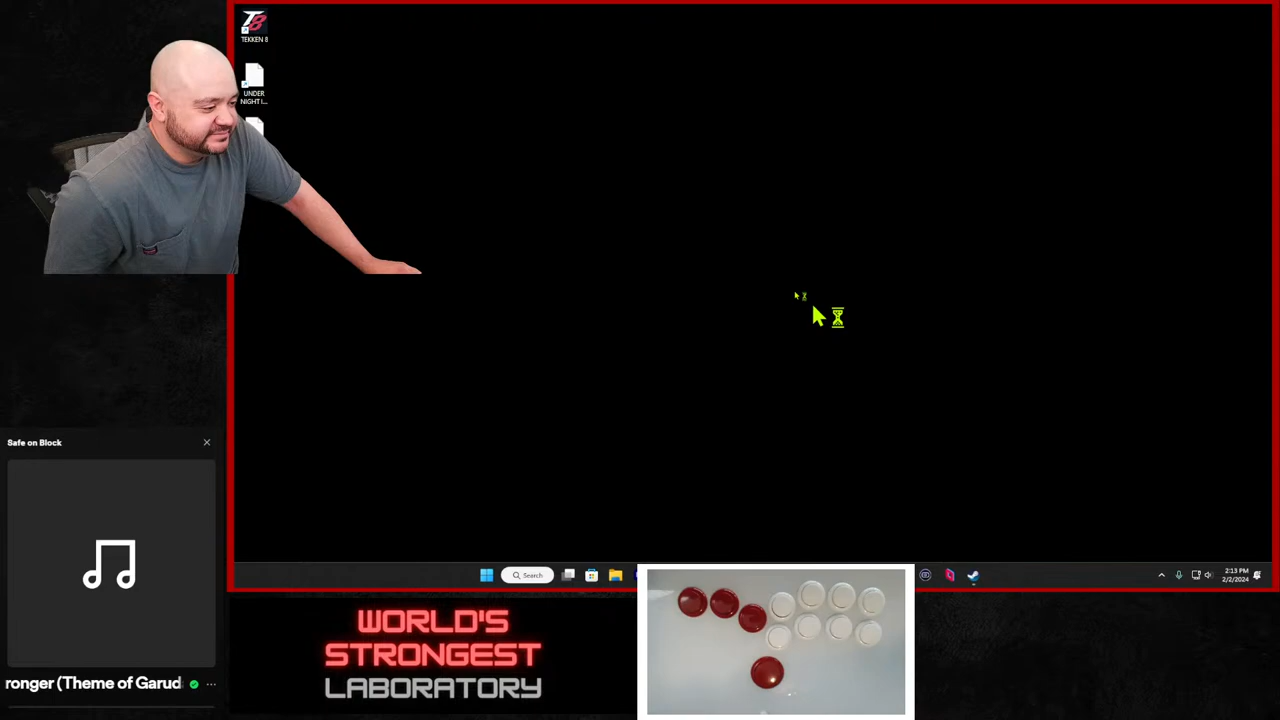 T8
TEKKEN 8
UNDER
NIGHT I...
Safe on Block
ronger (Theme of Garud
Search
2:13 PM
2/2/2024
WORLD'S
STRONGEST
LABORATORY